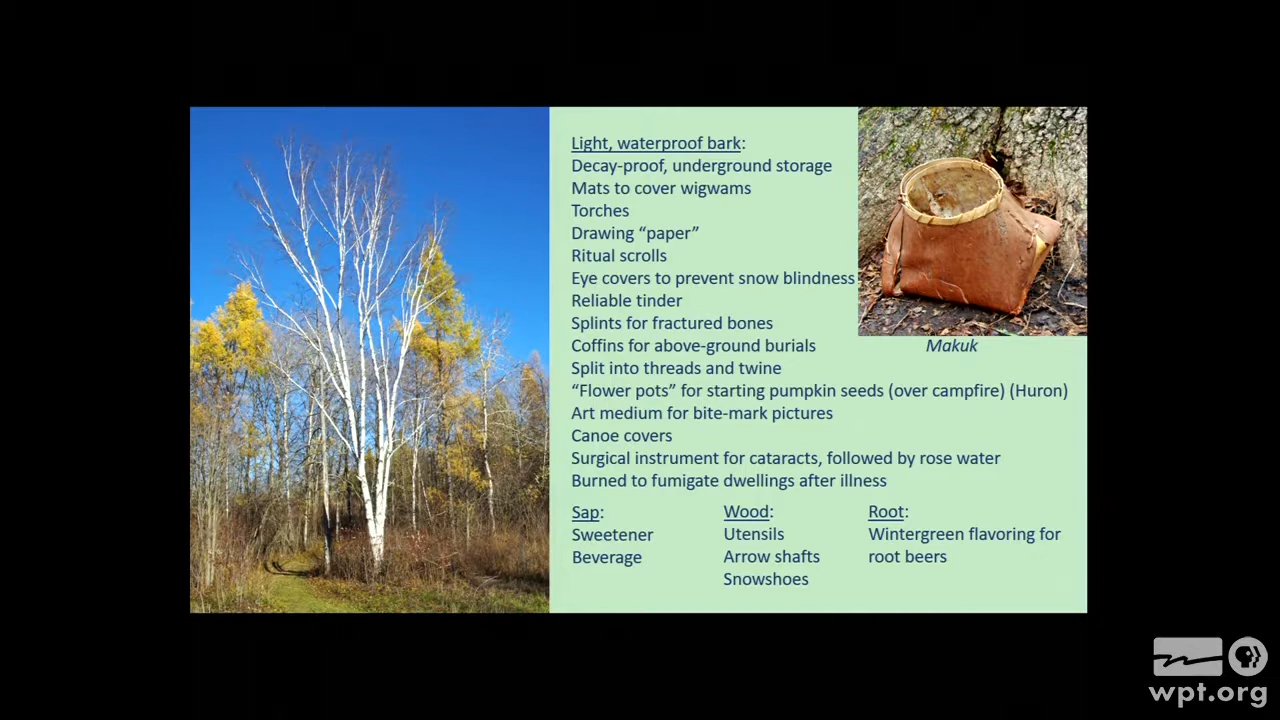 Light, waterproof bark:
Decay-proof, underground storage
Mats to cover wigwams
Torches
Drawing “paper”
Ritual scrolls
Eye covers to prevent snow blindness
Reliable tinder
Splints for fractured bones
Coffins for above-ground burials
Split into threads and twine
“Flower pots” for starting pumpkin seeds (over campfire) (Huron)
Art medium for bite-mark pictures
Canoe covers
Surgical instrument for cataracts, followed by rose water
Burned to fumigate dwellings after illness
Makuk
Sap:
Sweetener
Beverage
Wood:
Utensils
Arrow shafts
Snowshoes
Root:
Wintergreen flavoring for
root beers
wpt.org